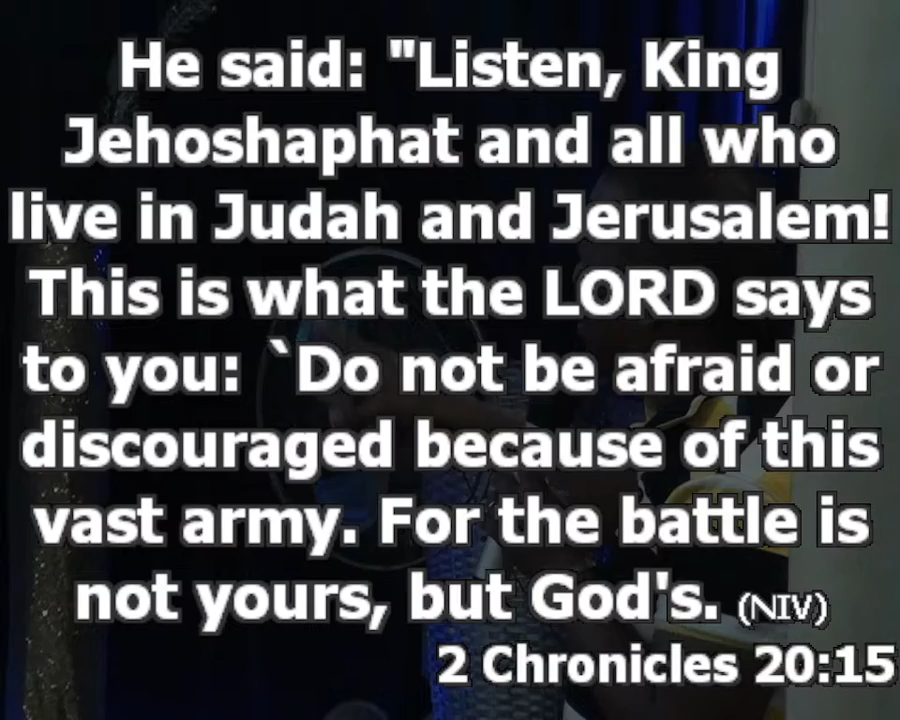 He said: "Listen, King
Jehoshaphat and all who
live in Judah and Jerusalem!
This is what the LORD says
to you: `Do not be afraid or
discouraged because of this
vast army. For the battle is
not yours, but God's. (NIV)
2 Chronicles 20:15